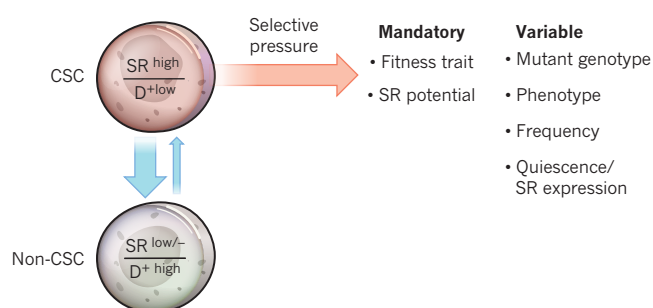 Selective
pressure
Mandatory
• Fitness trait
• SR potential
Variable
• Mutant genotype
• Phenotype
• Frequency
• Quiescence/
SR expression
CSC
SR high
D+low
Non-CSC
SR low/–
D+ high